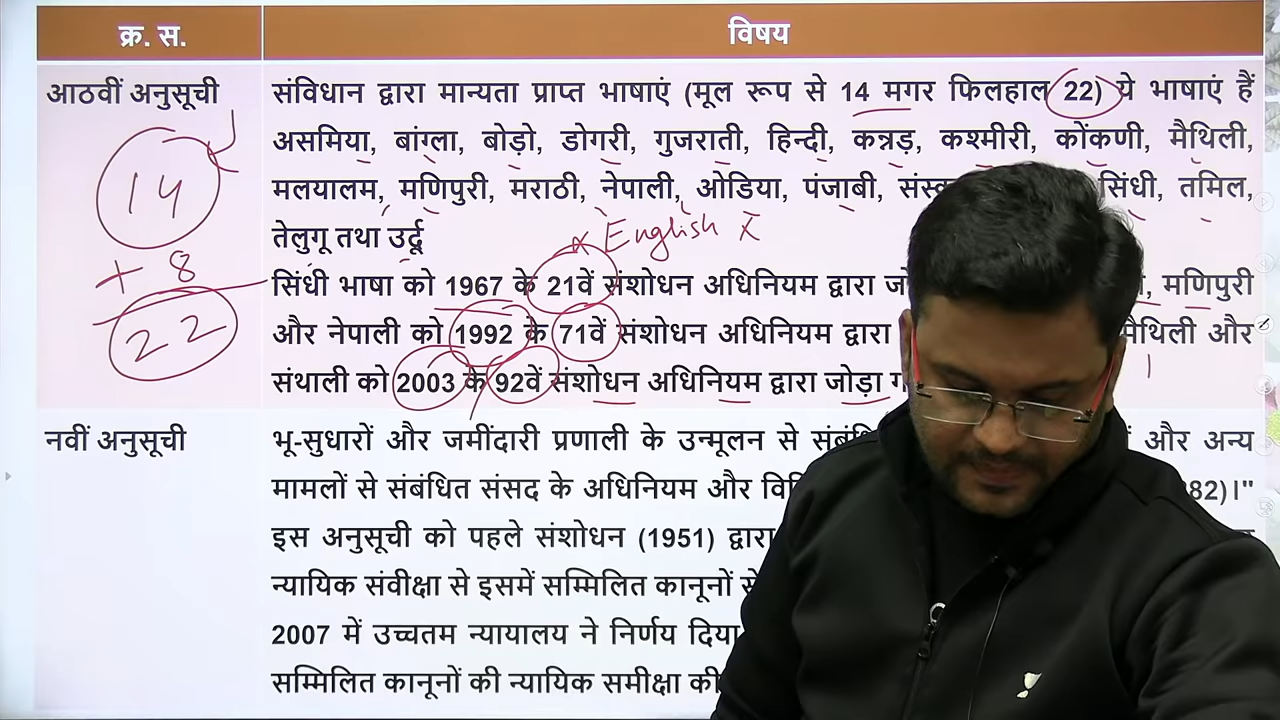 क्र. स. विषय
आठवीं अनुसूची संविधान द्वारा मान्यता प्राप्त भाषाएं (मूल रूप से 14 मगर फिलहाल 22) ये भाषाएं हैं
असमिया, बांग्ला, बोड़ो, डोगरी, गुजराती, हिन्दी, कन्नड़, कश्मीरी, कोंकणी, मैथिली,
14
मलयालम, मणिपुरी, मराठी, नेपाली, ओडिया, पंजाबी, सिंधी, तमिल,
तेलुगू तथा उर्दू
English
+ 8
सिंधी भाषा को 1967 के 21वें संशोधन अधिनियम द्वारा मणिपुरी
22
और नेपाली को 1992 के 71वें संशोधन अधिनियम द्वारा मैथिली और
संथाली को 2003 के 92वें संशोधन अधिनियम द्वारा जोड़ा
नवीं अनुसूची भू-सुधारों और जमींदारी प्रणाली के उन्मूलन से और अन्य
मामलों से संबंधित संसद के अधिनियम और 82)।"
इस अनुसूची को पहले संशोधन (1951) द्वारा
न्यायिक संवीक्षा से इसमें सम्मिलित कानूनों
2007 में उच्चतम न्यायालय ने निर्णय दिया
सम्मिलित कानूनों की न्यायिक समीक्षा की